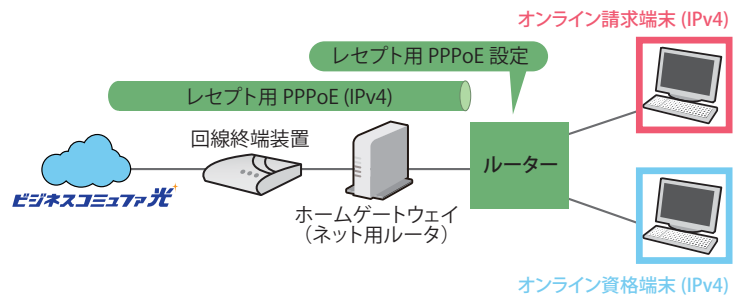 オンライン請求端末 (IPv4)
レセプト用 PPPoE 設定
レセプト用 PPPoE (IPv4)
回線終端装置
ルーター
ビジネスコミュファ光
ホームゲートウェイ
（ネット用ルータ）
オンライン資格端末 (IPv4)